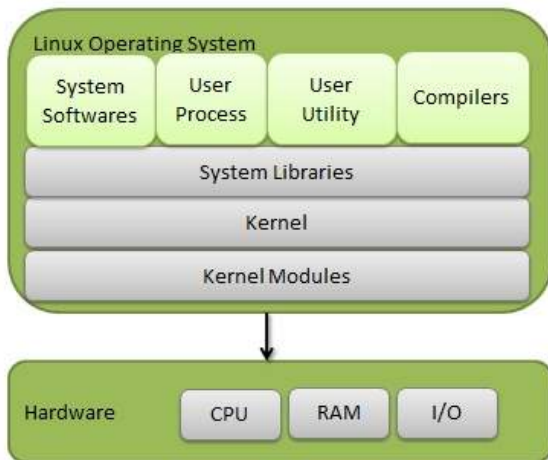 Linux Operating System
System
Softwares
User
Process
User
Utility
Compilers
System Libraries
Kernel
Kernel Modules
Hardware
CPU
RAM
I/O